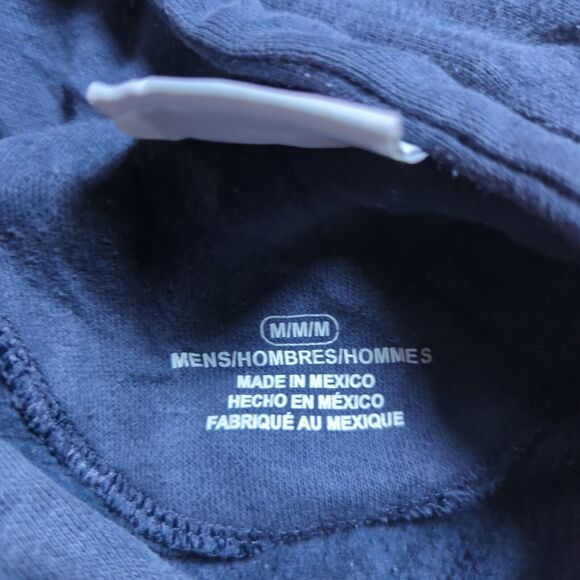 M/M/M
MENS/HOMBRES/HOMMES
MADE IN MEXICO
HECHO EN MÉXICO
FABRIQUÉ AU MEXIQUE